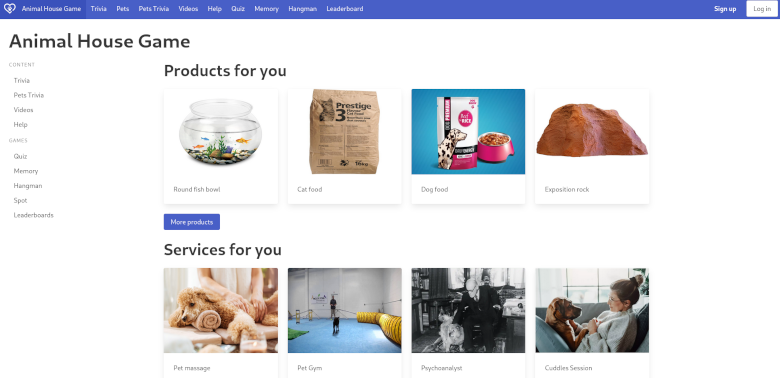 Animal House Game Trivia Pets Pets Trivia Videos Help Quiz Memory Hangman Leaderboard Sign up Log in
Animal House Game
CONTENT
Trivia
Pets Trivia
Videos
Help
GAMES
Quiz
Memory
Hangman
Spot
Leaderboards
Products for you
Prestige
3
Round fish bowl
Cat food
Dog food
Exposition rock
More products
Services for you
Pet massage
Pet Gym
Psychoanalyst
Cuddles Session